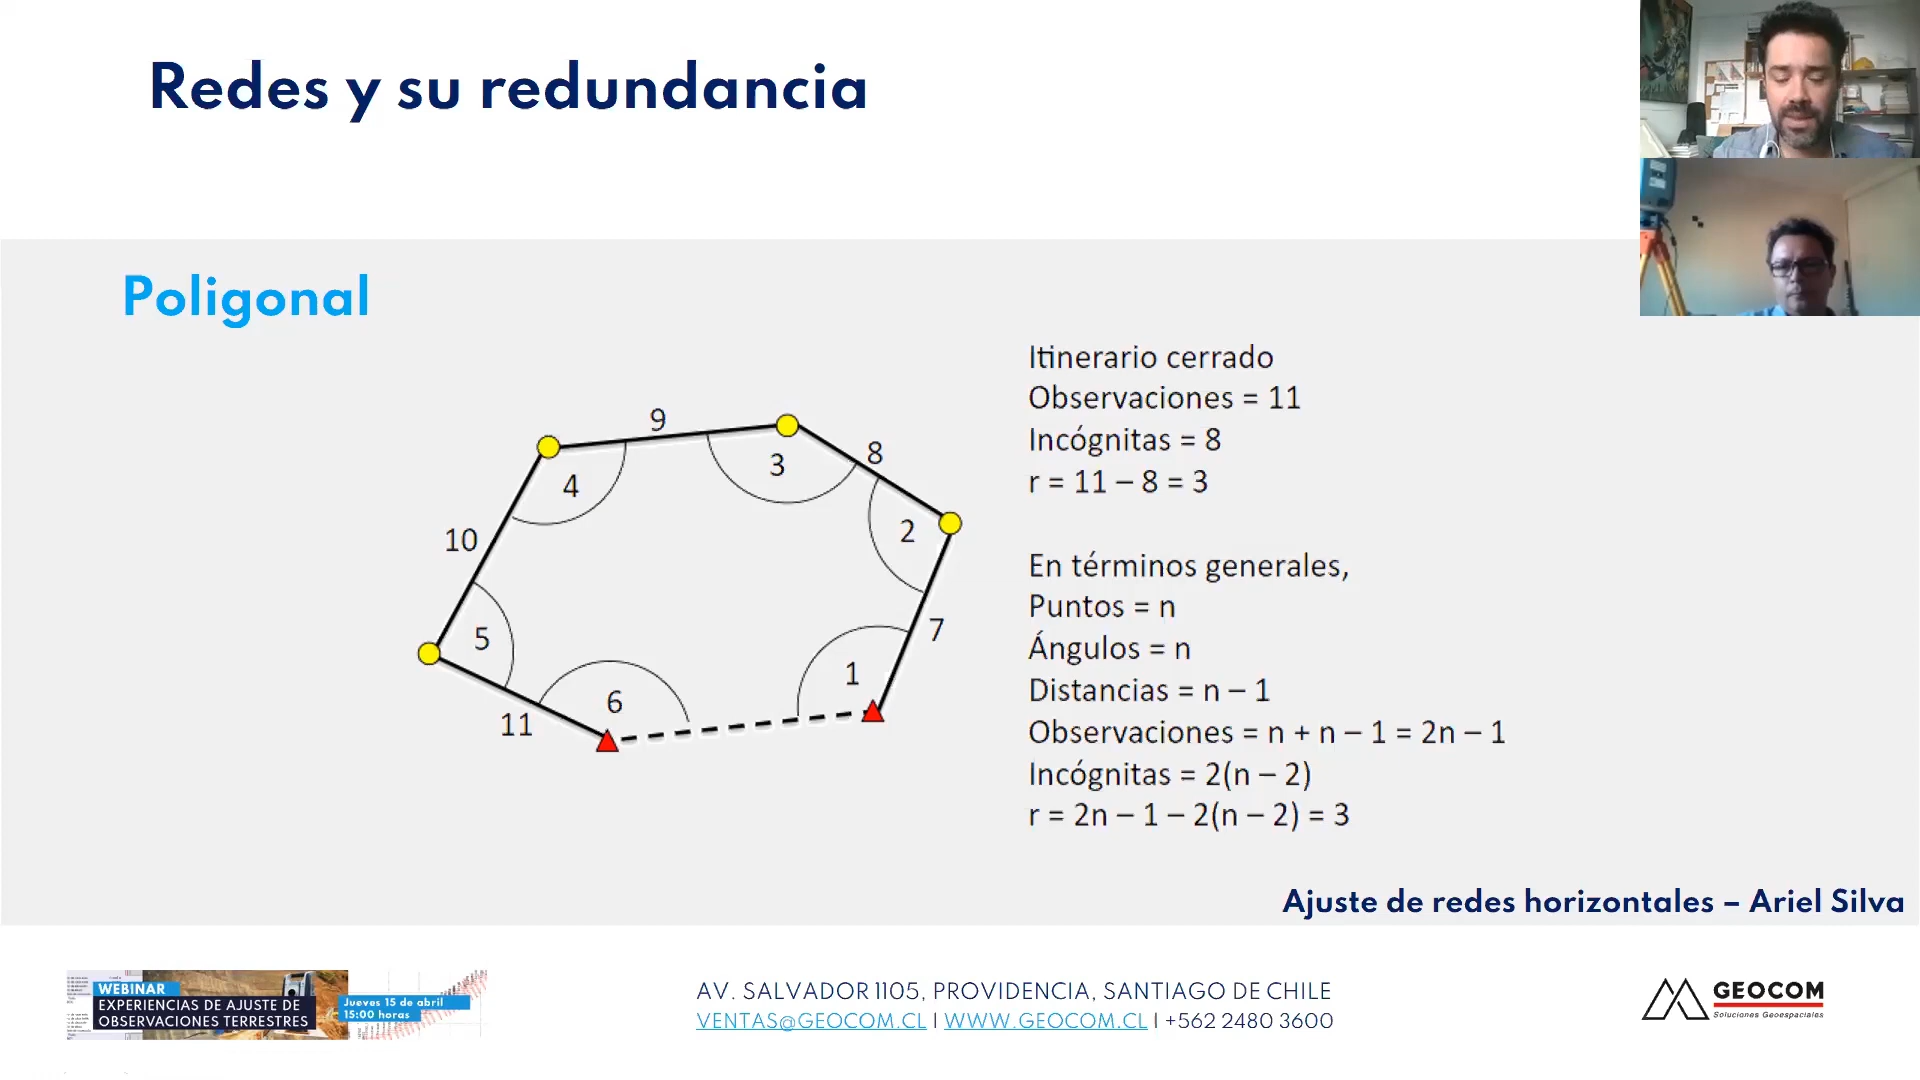 Redes y su redundancia
Poligonal
Itinerario cerrado
Observaciones = 11
Incógnitas = 8
r = 11 – 8 = 3
En términos generales,
Puntos = n
Ángulos = n
Distancias = n – 1
Observaciones = n + n – 1 = 2n – 1
Incógnitas = 2(n – 2)
r = 2n – 1 – 2(n – 2) = 3
9
8
3
4
2
10
7
5
1
6
11
Ajuste de redes horizontales – Ariel Silva
WEBINAR
EXPERIENCIAS DE AJUSTE DE
OBSERVACIONES TERRESTRES
Jueves 15 de abril
15:00 horas
AV. SALVADOR 1105, PROVIDENCIA, SANTIAGO DE CHILE
VENTAS@GEOCOM.CL | WWW.GEOCOM.CL | +562 2480 3600
GEOCOM
Soluciones Geoespaciales